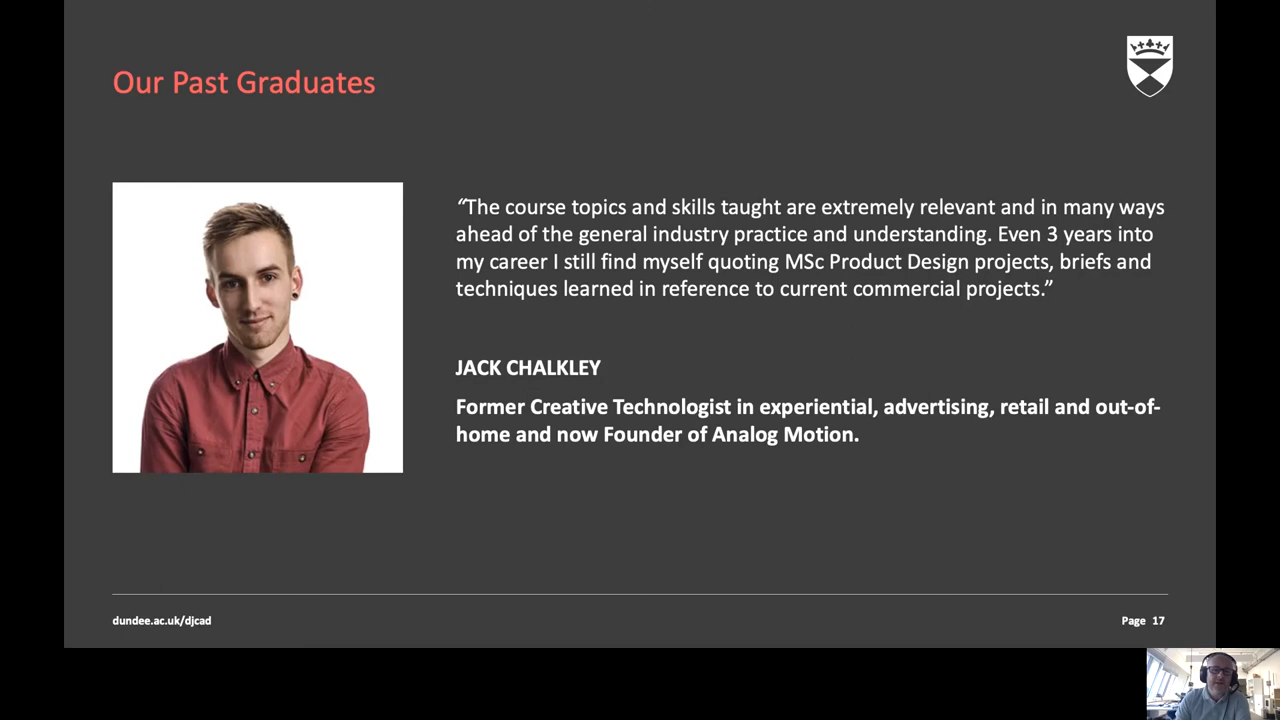 Our Past Graduates
“The course topics and skills taught are extremely relevant and in many ways
ahead of the general industry practice and understanding. Even 3 years into
my career I still find myself quoting MSc Product Design projects, briefs and
techniques learned in reference to current commercial projects.”
JACK CHALKLEY
Former Creative Technologist in experiential, advertising, retail and out-of-
home and now Founder of Analog Motion.
dundee.ac.uk/djcad
Page 17